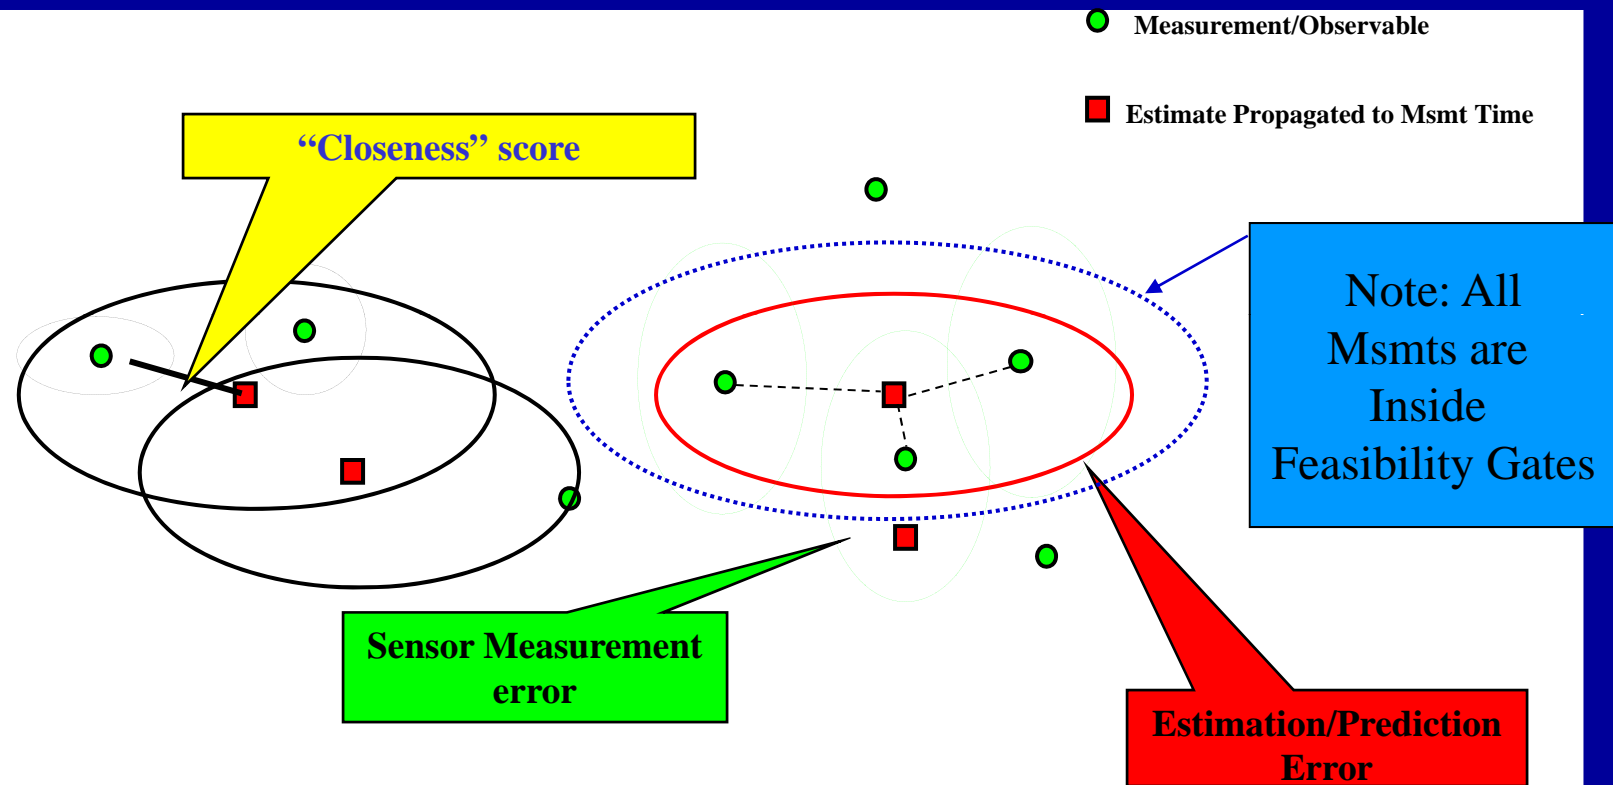 Measurement/Observable
Estimate Propagated to Msmt Time
“Closeness” score
Note: All
Msmts are
Inside
Feasibility Gates
Sensor Measurement
error
Estimation/Prediction
Error